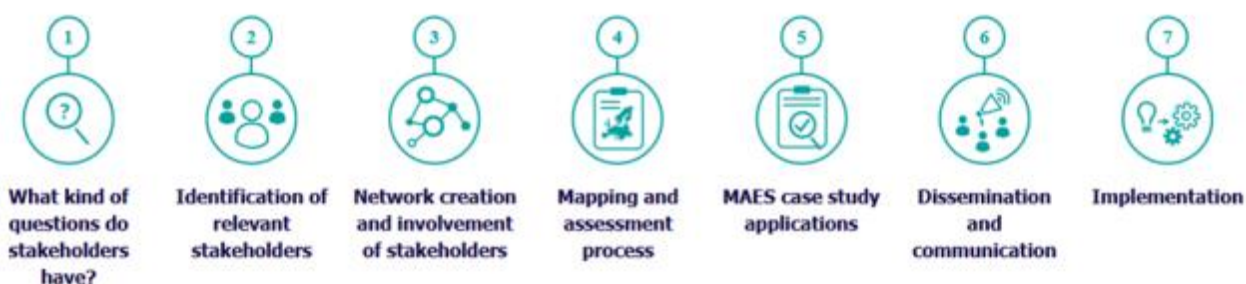 1
2
3
4
5
6
7
?
What kind of
questions do
stakeholders
have?
Identification of
relevant
stakeholders
Network creation
and involvement
of stakeholders
Mapping and
assessment
process
MAES case study
applications
Dissemination
and
communication
Implementation